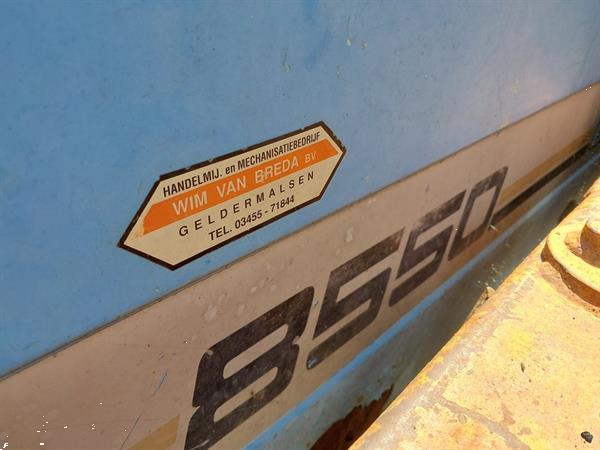 HANDELMIJ. en MECHANISATIEBEDRIJF
WIM VAN BREDA BV
GELDERMALSEN
TEL. 03455 - 71844
8550